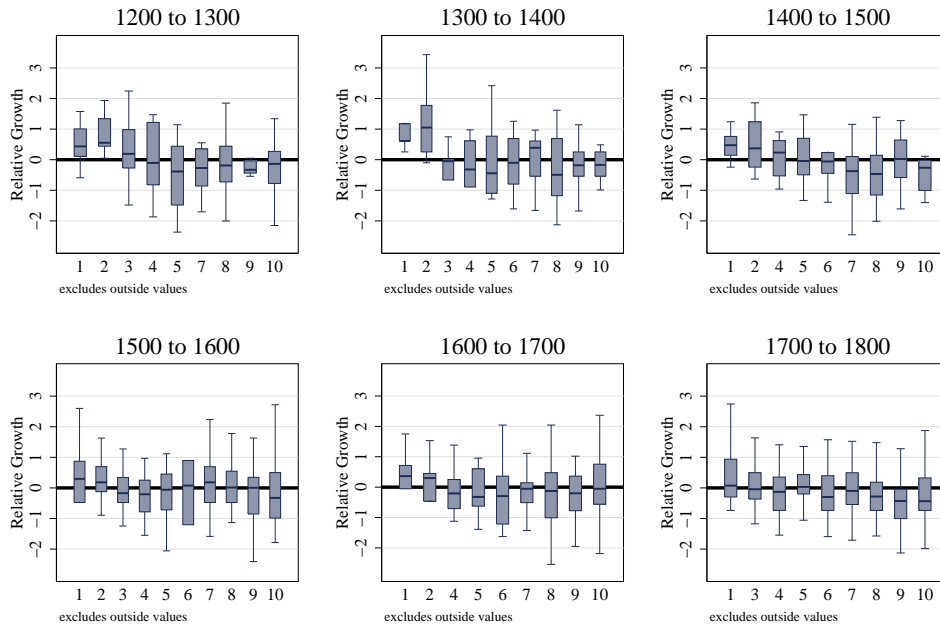 1200 to 1300
Relative Growth
3
2
1
0
−1
−2
1 2 3 4 5 7 8 9 10
excludes outside values
1300 to 1400
Relative Growth
3
2
1
0
−1
−2
1 2 3 4 5 6 7 8 9 10
excludes outside values
1400 to 1500
Relative Growth
3
2
1
0
−1
−2
1 2 4 5 6 7 8 9 10
excludes outside values
1500 to 1600
Relative Growth
3
2
1
0
−1
−2
1 2 3 4 5 6 7 8 9 10
excludes outside values
1600 to 1700
Relative Growth
3
2
1
0
−1
−2
1 2 4 5 6 7 8 9 10
excludes outside values
1700 to 1800
Relative Growth
3
2
1
0
−1
−2
1 3 4 5 6 7 8 9 10
excludes outside values